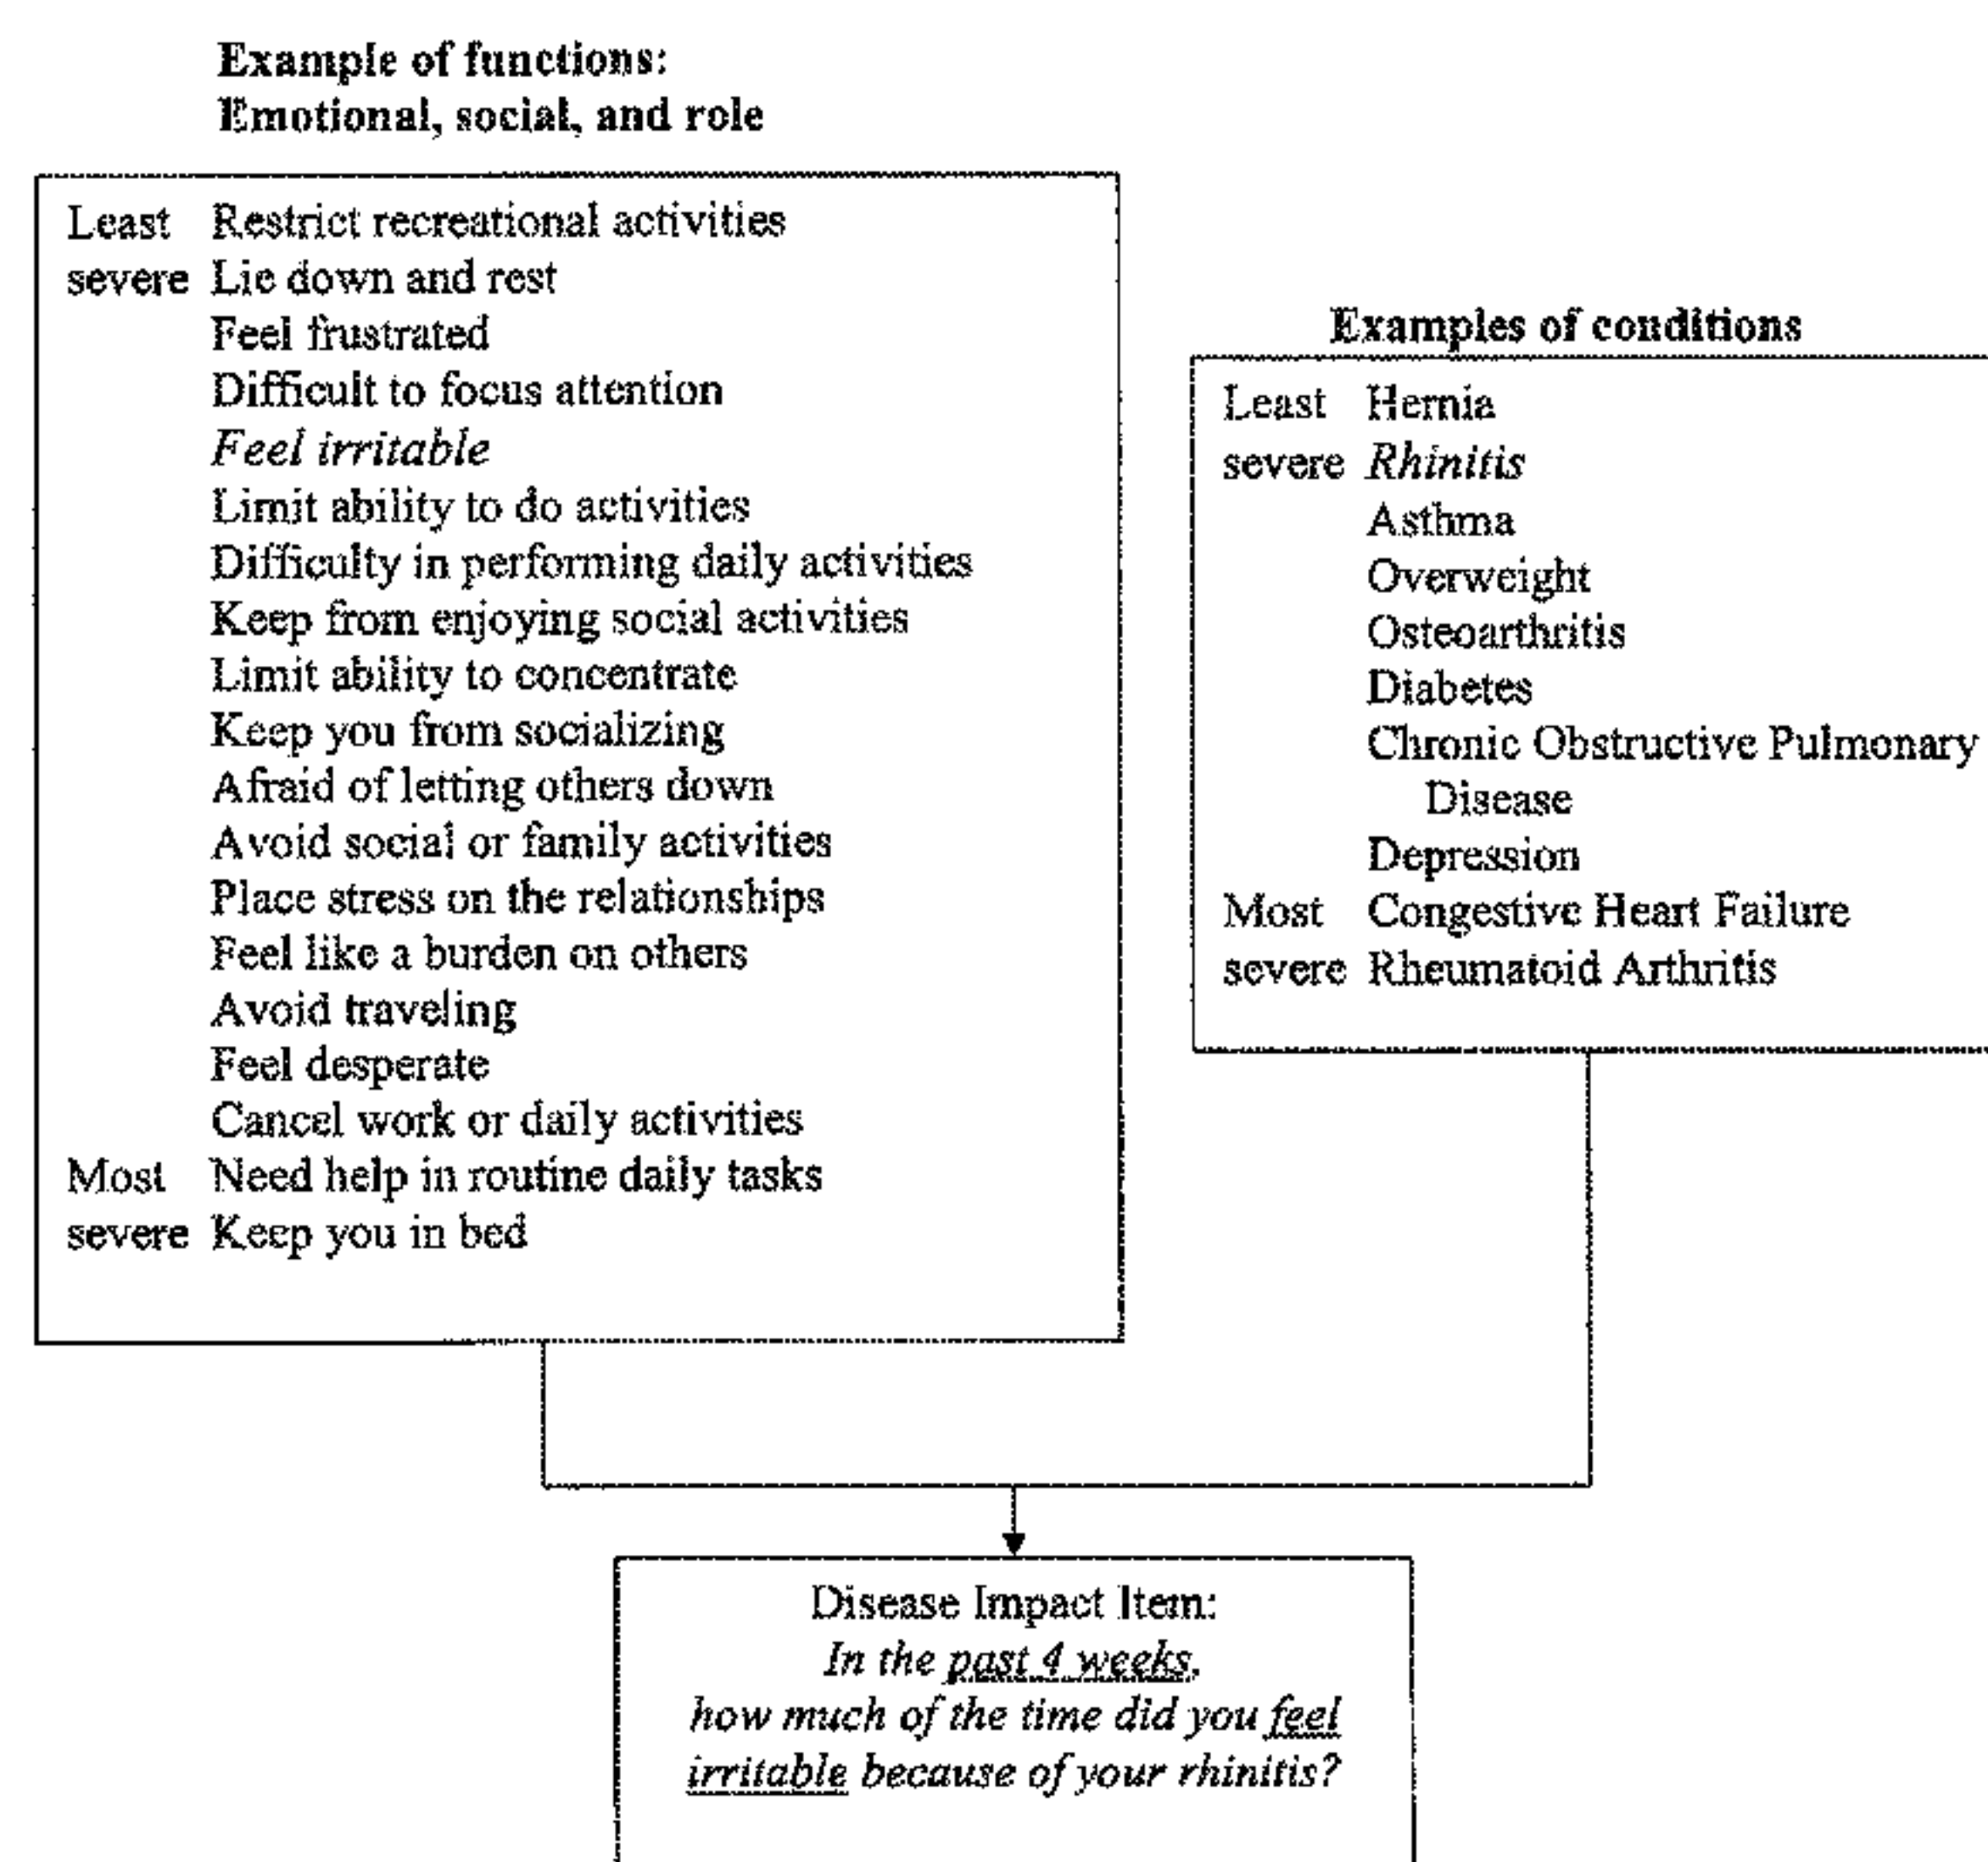 Example of functions:
Emotional, social, and role
Least Restrict recreational activities
severe Lie down and rest
Feel frustrated
Difficult to focus attention
Feel irritable
Limit ability to do activities
Difficulty in performing daily activities
Keep from enjoying social activities
Limit ability to concentrate
Keep you from socializing
Afraid of letting others down
Avoid social or family activities
Place stress on the relationships
Feel like a burden on others
Avoid traveling
Feel desperate
Cancel work or daily activities
Most Need help in routine daily tasks
severe Keep you in bed
Examples of conditions
Least Hernia
severe Rhinitis
Asthma
Overweight
Osteoarthritis
Diabetes
Chronic Obstructive Pulmonary
Disease
Depression
Most Congestive Heart Failure
severe Rheumatoid Arthritis
Disease Impact Item:
In the past 4 weeks,
how much of the time did you feel
irritable because of your rhinitis?